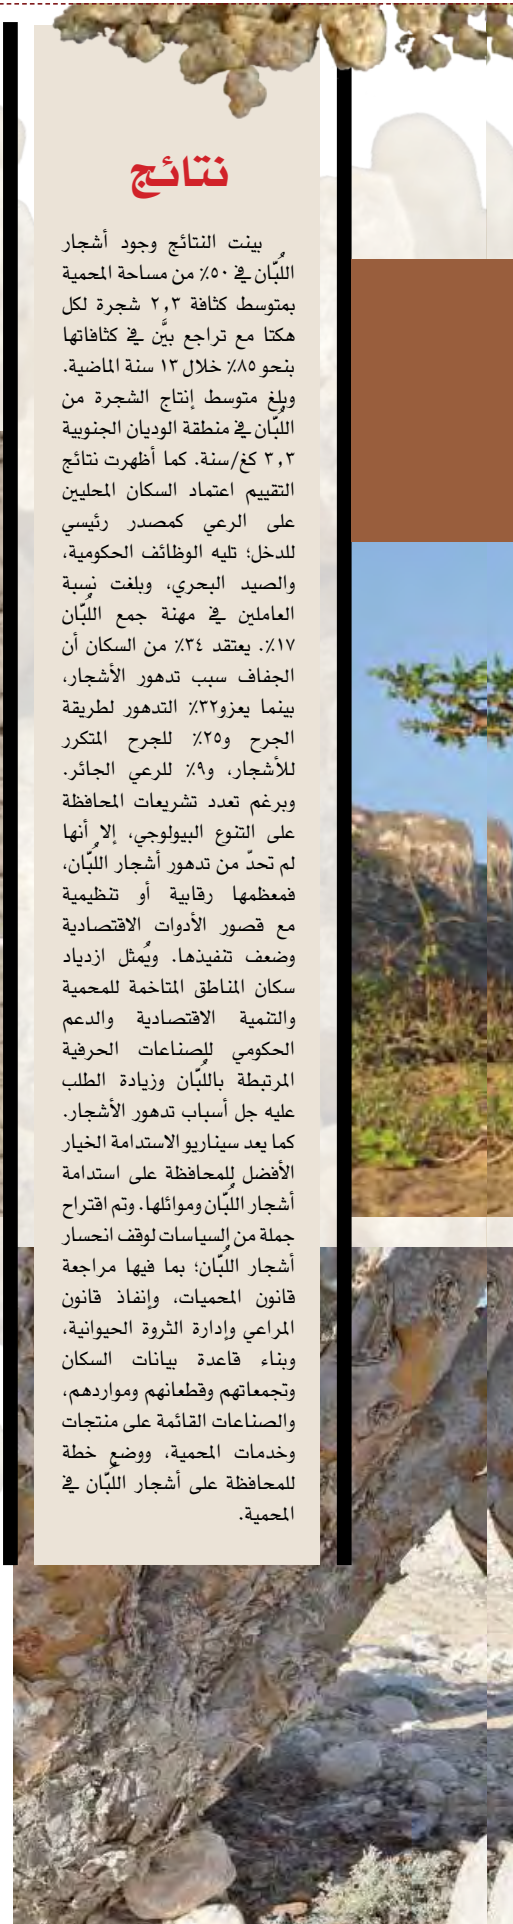 نتائج
بينت النتائج وجود أشجار
اللُبّان في ٥٠٪ من مساحة المحمية
بمتوسط كثافة ٢,٣ شجرة لكل
هكتا مع تراجع بيَّن في كثافاتها
بنحو ٨٥٪ خلال ١٣ سنة الماضية.
وبلغ متوسط إنتاج الشجرة من
اللُبّان في منطقة الوديان الجنوبية
٣,٣ كغ/سنة. كما أظهرت نتائج
التقييم اعتماد السكان المحليين
على الرعي كمصدر رئيسي
للدخل؛ تليه الوظائف الحكومية،
والصيد البحري، وبلغت نسبة
العاملين في مهنة جمع اللُبّان
١٧٪. يعتقد ٣٤٪ من السكان أن
الجفاف سبب تدهور الأشجار،
بينما يعزو٣٢٪ التدهور لطريقة
الجرح و٢٥٪ للجرح المتكرر
للأشجار، و٩٪ للرعي الجائر.
وبرغم تعدد تشريعات المحافظة
على التنوع البيولوجي، إلا أنها
لم تحدّ من تدهور أشجار اللُبّان،
فمعظمها رقابية أو تنظيمية
مع قصور الأدوات الاقتصادية
وضعف تنفيذها. ويُمثل ازدياد
سكان المناطق المتاخمة للمحمية
والتنمية الاقتصادية والدعم
الحكومي للصناعات الحرفية
المرتبطة باللُبّان وزيادة الطلب
عليه جل أسباب تدهور الأشجار.
كما يعد سيناريو الاستدامة الخيار
الأفضل للمحافظة على استدامة
أشجار اللُبّان وموائلها. وتم اقتراح
جملة من السياسات لوقف انحسار
أشجار اللُبّان؛ بما فيها مراجعة
قانون المحميات، وإنفاذ قانون
المراعي وإدارة الثروة الحيوانية،
وبناء قاعدة بيانات السكان
وتجمعاتهم وقطعانهم ومواردهم،
والصناعات القائمة على منتجات
وخدمات المحمية، ووضع خطة
للمحافظة على أشجار اللُبّان في
المحمية.